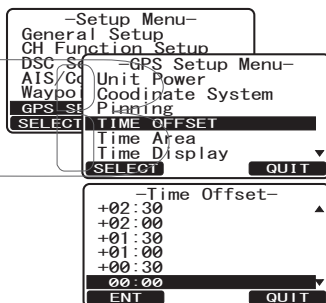 -Setup Menu-
General Setup
CH Function Setup
DSC Se
AIS/Co
Waypoi
GPS SE
SELECT
-GPS Setup Menu-
Unit Power
Coodinate System
Pinning
TIME OFFSET
Time Area
Time Display
SELECT QUIT
-Time Offset-
+02:30
+02:00
+01:30
+01:00
+00:30
00:00
ENT QUIT